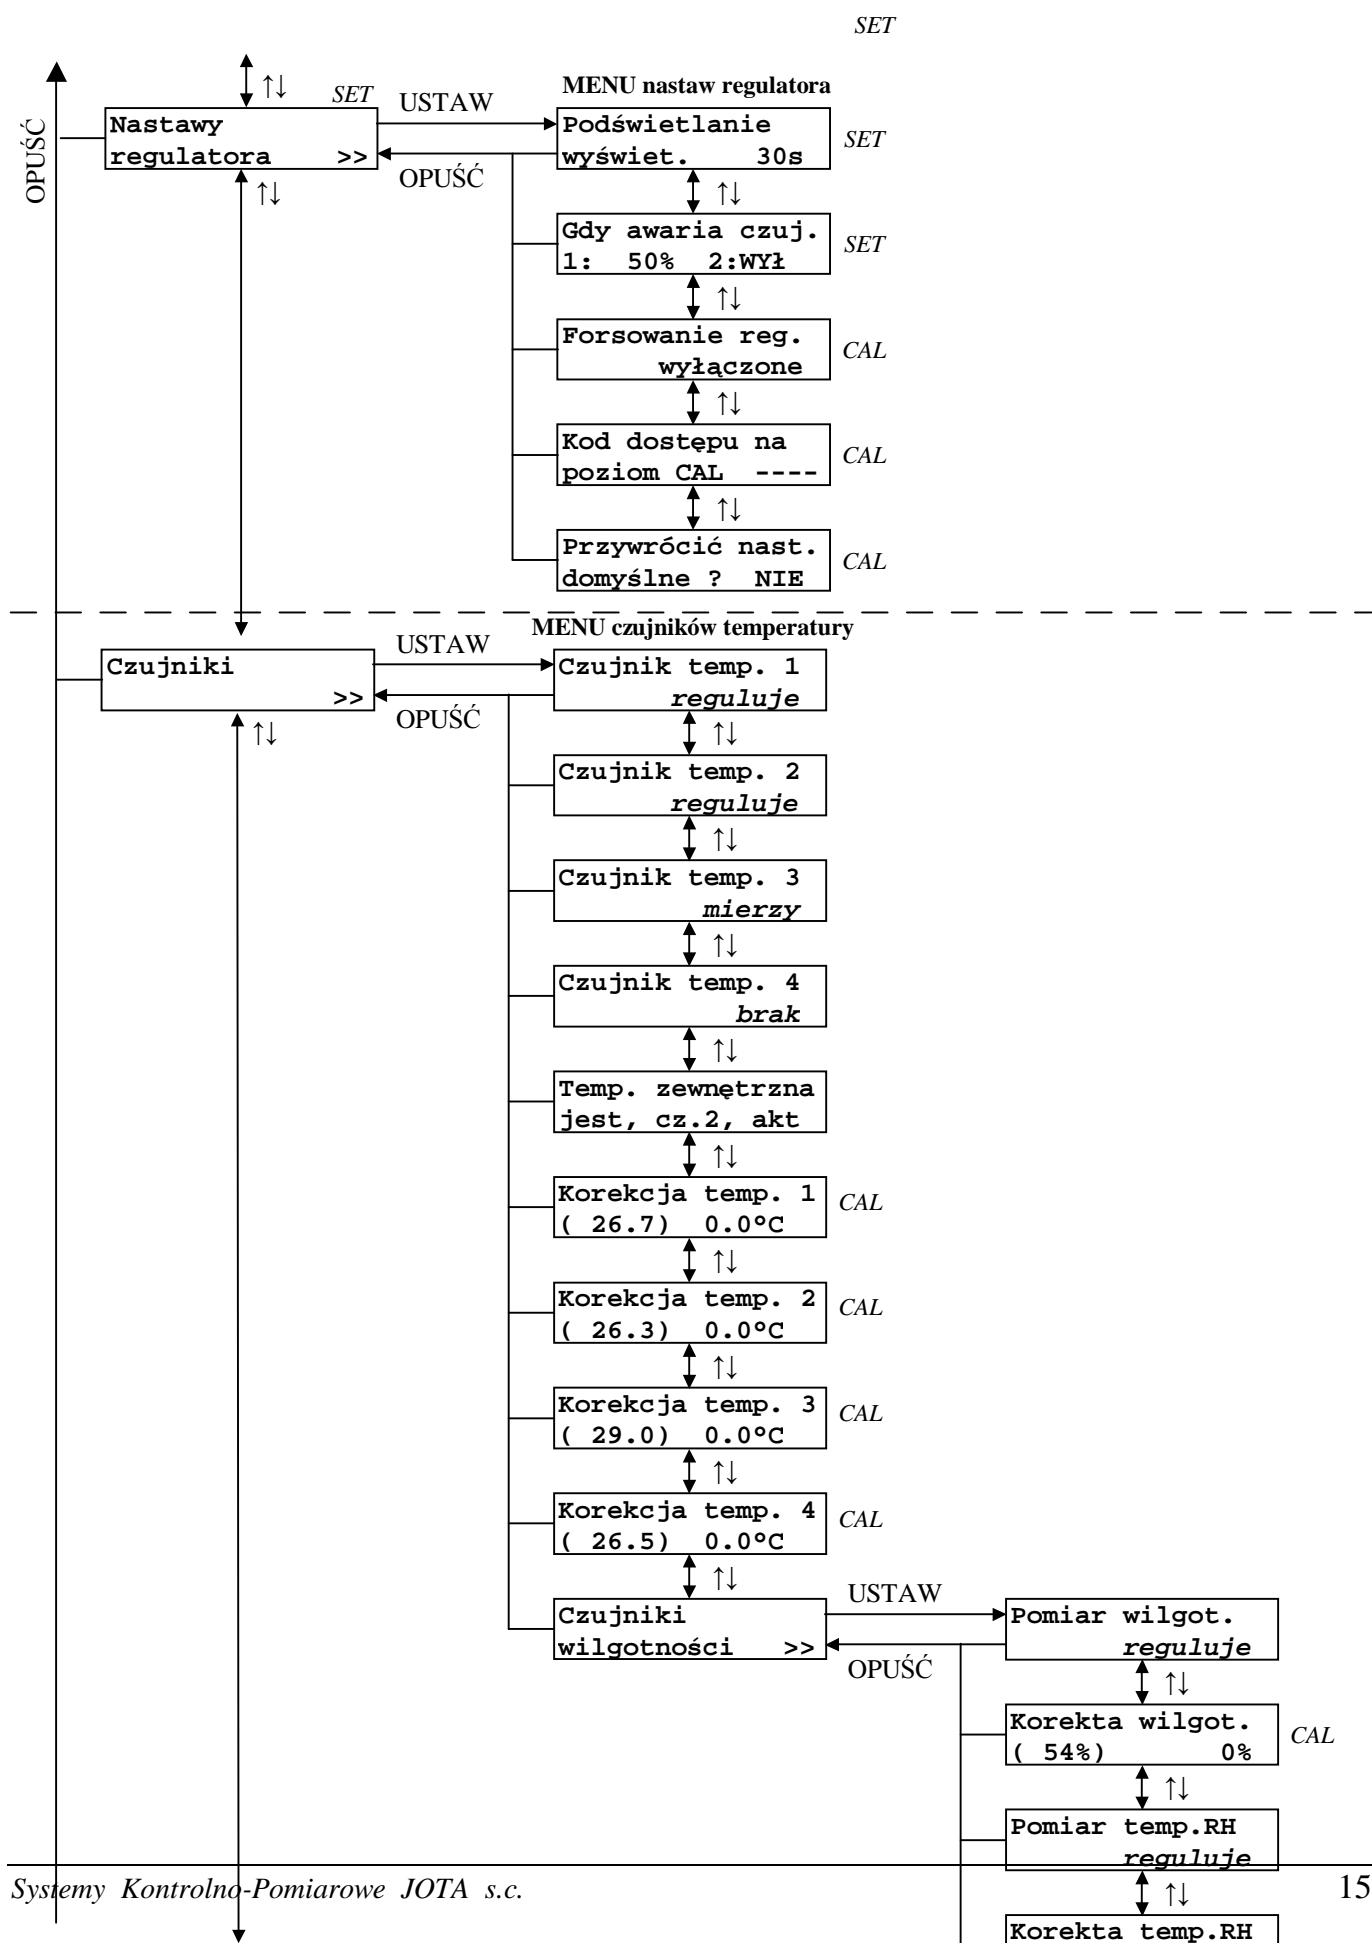 SET
↑↓
SET
USTAW
MENU nastaw regulatora
OPUŚĆ
Nastawy
regulatora >>
OPUŚĆ
↑↓
Podświetlanie
wyświet. 30s
SET
↑↓
Gdy awaria czuj.
1: 50% 2:WYŁ
SET
↑↓
Forsowanie reg.
wyłączone
CAL
↑↓
Kod dostępu na
poziom CAL ----
CAL
↑↓
Przywrócić nast.
domyślne ? NIE
CAL
MENU czujników temperatury
USTAW
Czujniki
>>
OPUŚĆ
↑↓
Czujnik temp. 1
reguluje
↑↓
Czujnik temp. 2
reguluje
↑↓
Czujnik temp. 3
mierzy
↑↓
Czujnik temp. 4
brak
↑↓
Temp. zewnętrzna
jest, cz.2, akt
↑↓
Korekcja temp. 1
( 26.7) 0.0°C
CAL
↑↓
Korekcja temp. 2
( 26.3) 0.0°C
CAL
↑↓
Korekcja temp. 3
( 29.0) 0.0°C
CAL
↑↓
Korekcja temp. 4
( 26.5) 0.0°C
CAL
↑↓
Czujniki
wilgotności >>
USTAW
OPUŚĆ
Pomiar wilgot.
reguluje
↑↓
Korekta wilgot.
( 54%) 0%
CAL
↑↓
Pomiar temp.RH
reguluje
↑↓
Korekta temp.RH
Systemy Kontrolno-Pomiarowe JOTA s.c.
15